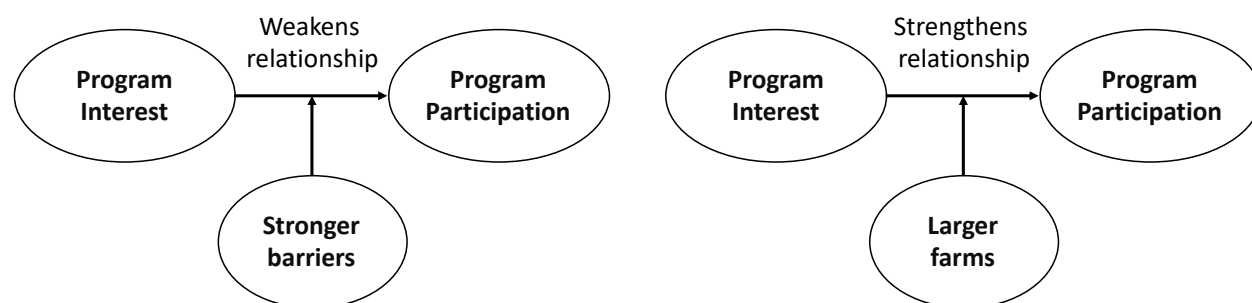 Weakens
relationship
Program
Interest
Program
Participation
Stronger
barriers
Strengthens
relationship
Program
Interest
Program
Participation
Larger
farms